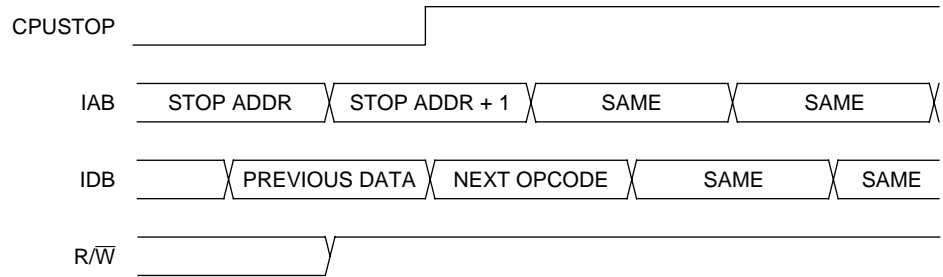 CPUSTOP
IAB STOP ADDR STOP ADDR + 1 SAME SAME
IDB PREVIOUS DATA NEXT OPCODE SAME SAME
R/W̅